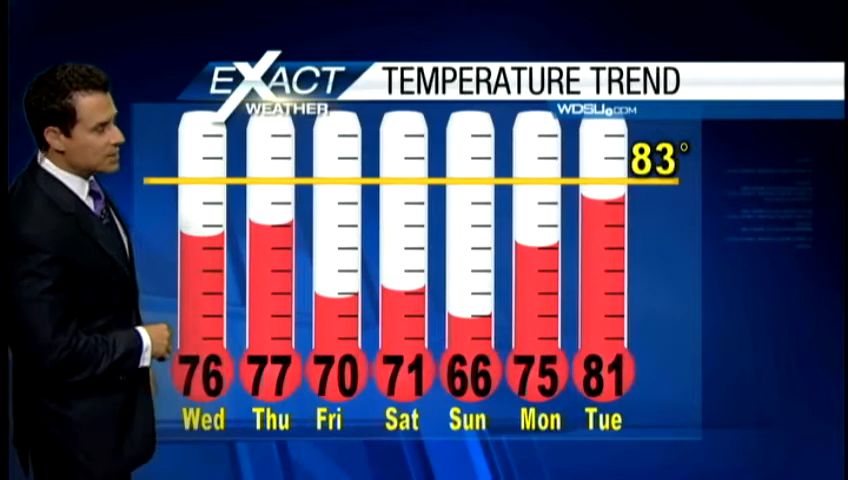 EXACT
WEATHER
TEMPERATURE TREND
WDSU6.COM
83°
76 77 70 71 66 75 81
Wed Thu Fri Sat Sun Mon Tue